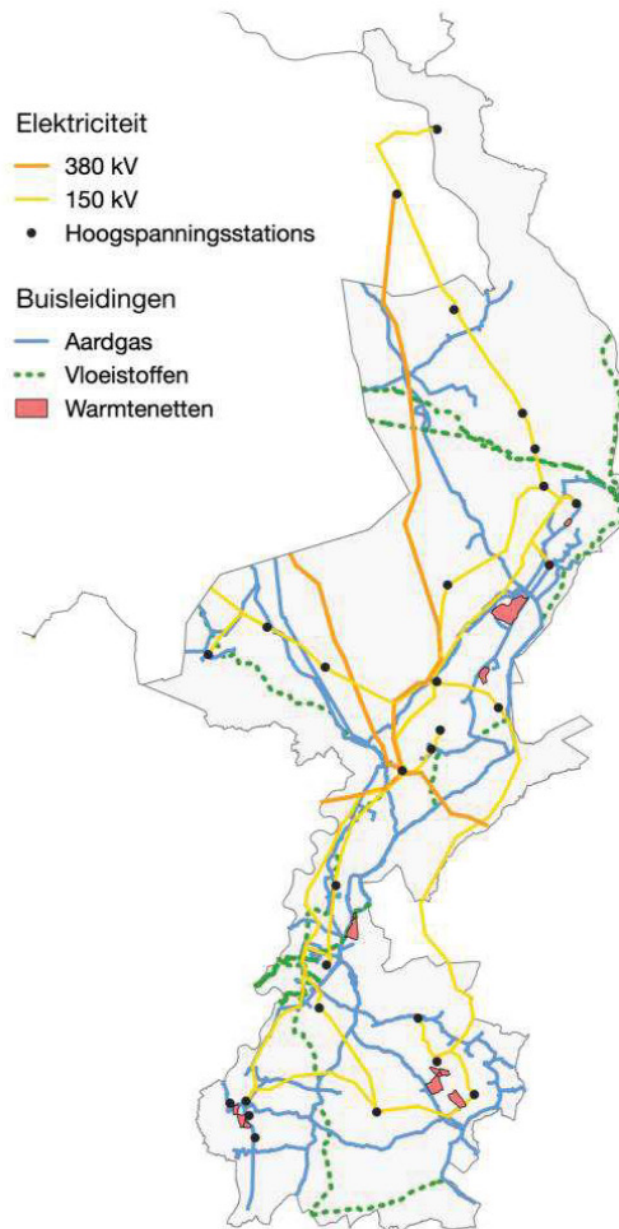 Elektriciteit
380 kV
150 kV
Hoogspanningsstations
Buisleidingen
Aardgas
Vloeistoffen
Warmtenetten